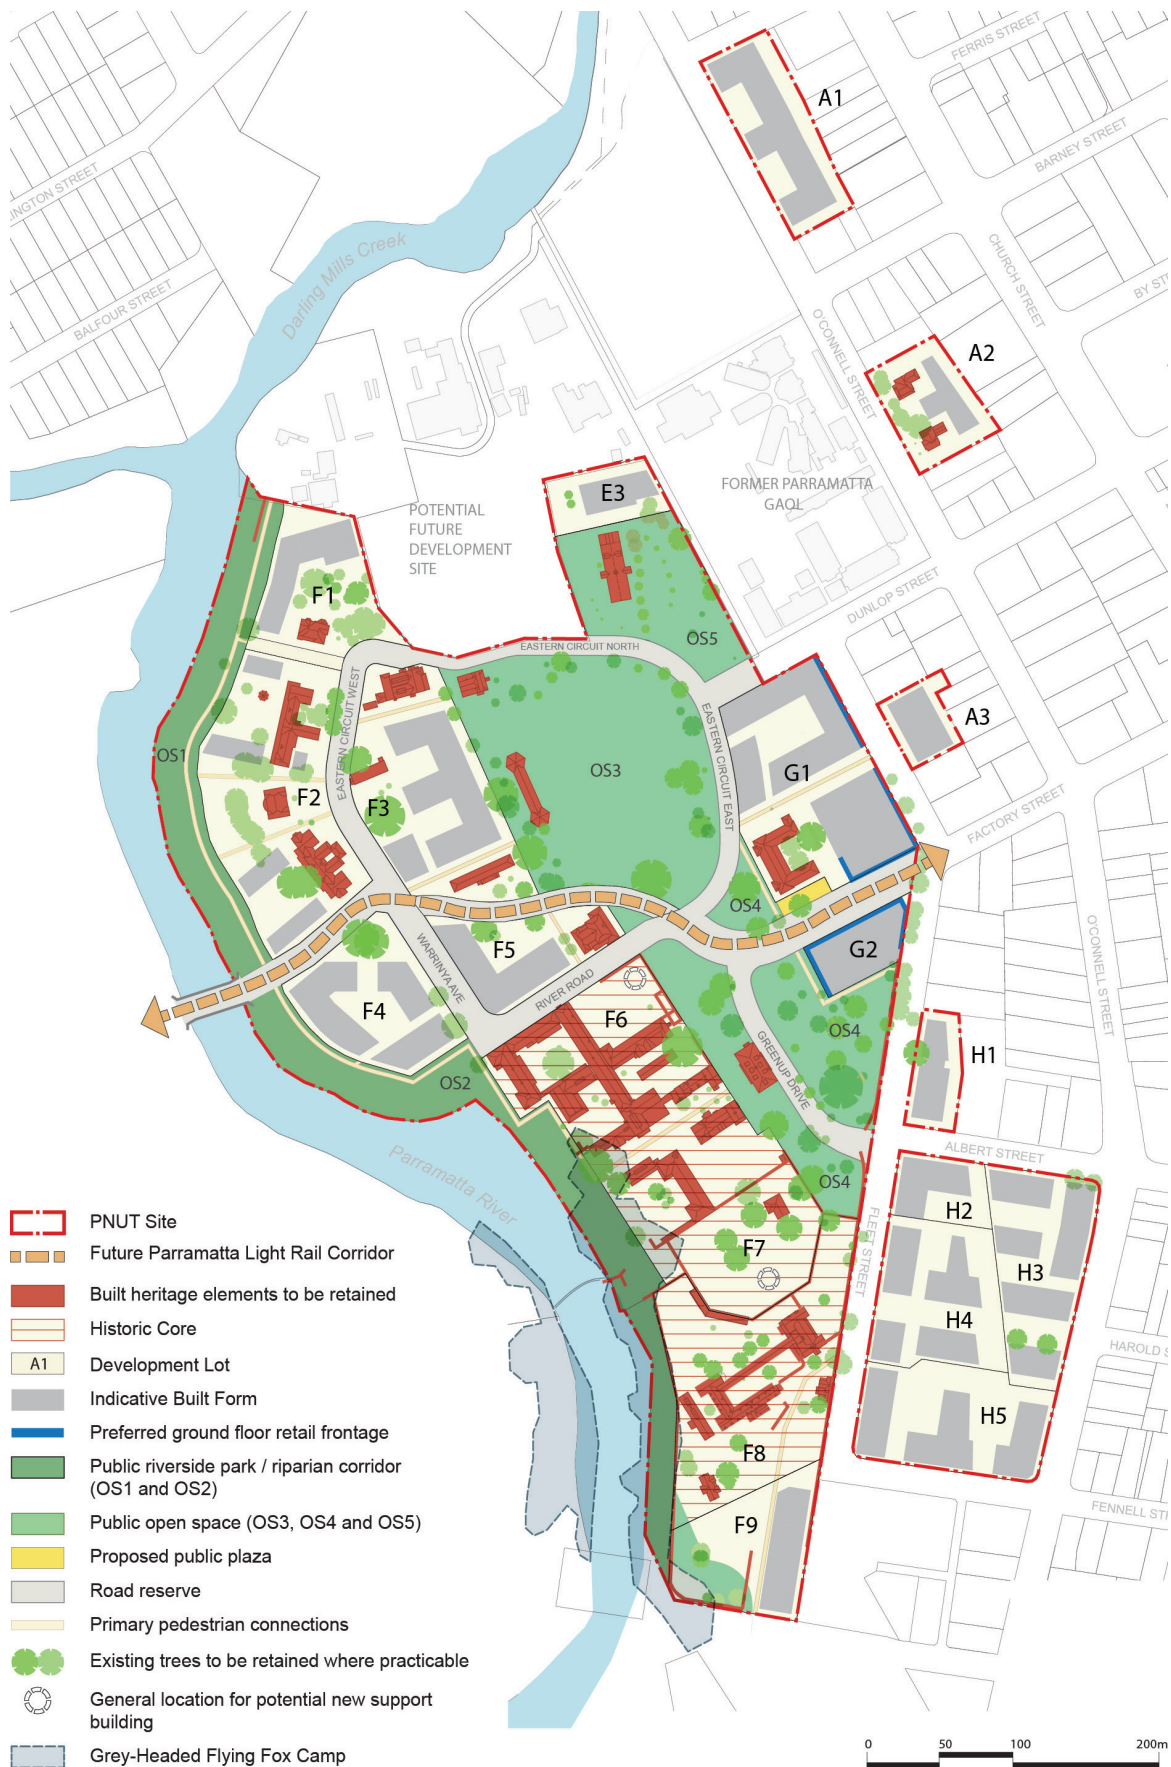 FERRIS STREET
A1
BARNEY STREET
LINGTON STREET
Darling Mills Creek
CHURCH STREET
BY ST
BALFOUR STREET
O'CONNELL STREET
A2
E3
FORMER PARRAMATTA
GAOL
POTENTIAL
FUTURE
DEVELOPMENT
SITE
DUNLOP STREET
F1
EASTERN CIRCUIT NORTH
OS5
EASTERN CIRCUIT WEST
EASTERN CIRCUIT EAST
A3
OS1
OS3
G1
F2
F3
FACTORY STREET
OS4
O'CONNELL STREET
WARRINYA AVE
F5
G2
RIVER ROAD
F4
F6
OS4
GREENUP DRIVE
H1
OS2
ALBERT STREET
Parramatta River
OS4
H2
FLEET STREET
F7
H3
H4
HAROLD S
H5
F8
FENNELL STR
F9
PNUT Site
Future Parramatta Light Rail Corridor
Built heritage elements to be retained
Historic Core
A1 Development Lot
Indicative Built Form
Preferred ground floor retail frontage
Public riverside park / riparian corridor
(OS1 and OS2)
Public open space (OS3, OS4 and OS5)
Proposed public plaza
Road reserve
Primary pedestrian connections
Existing trees to be retained where practicable
General location for potential new support
building
Grey-Headed Flying Fox Camp
0 50 100 200m